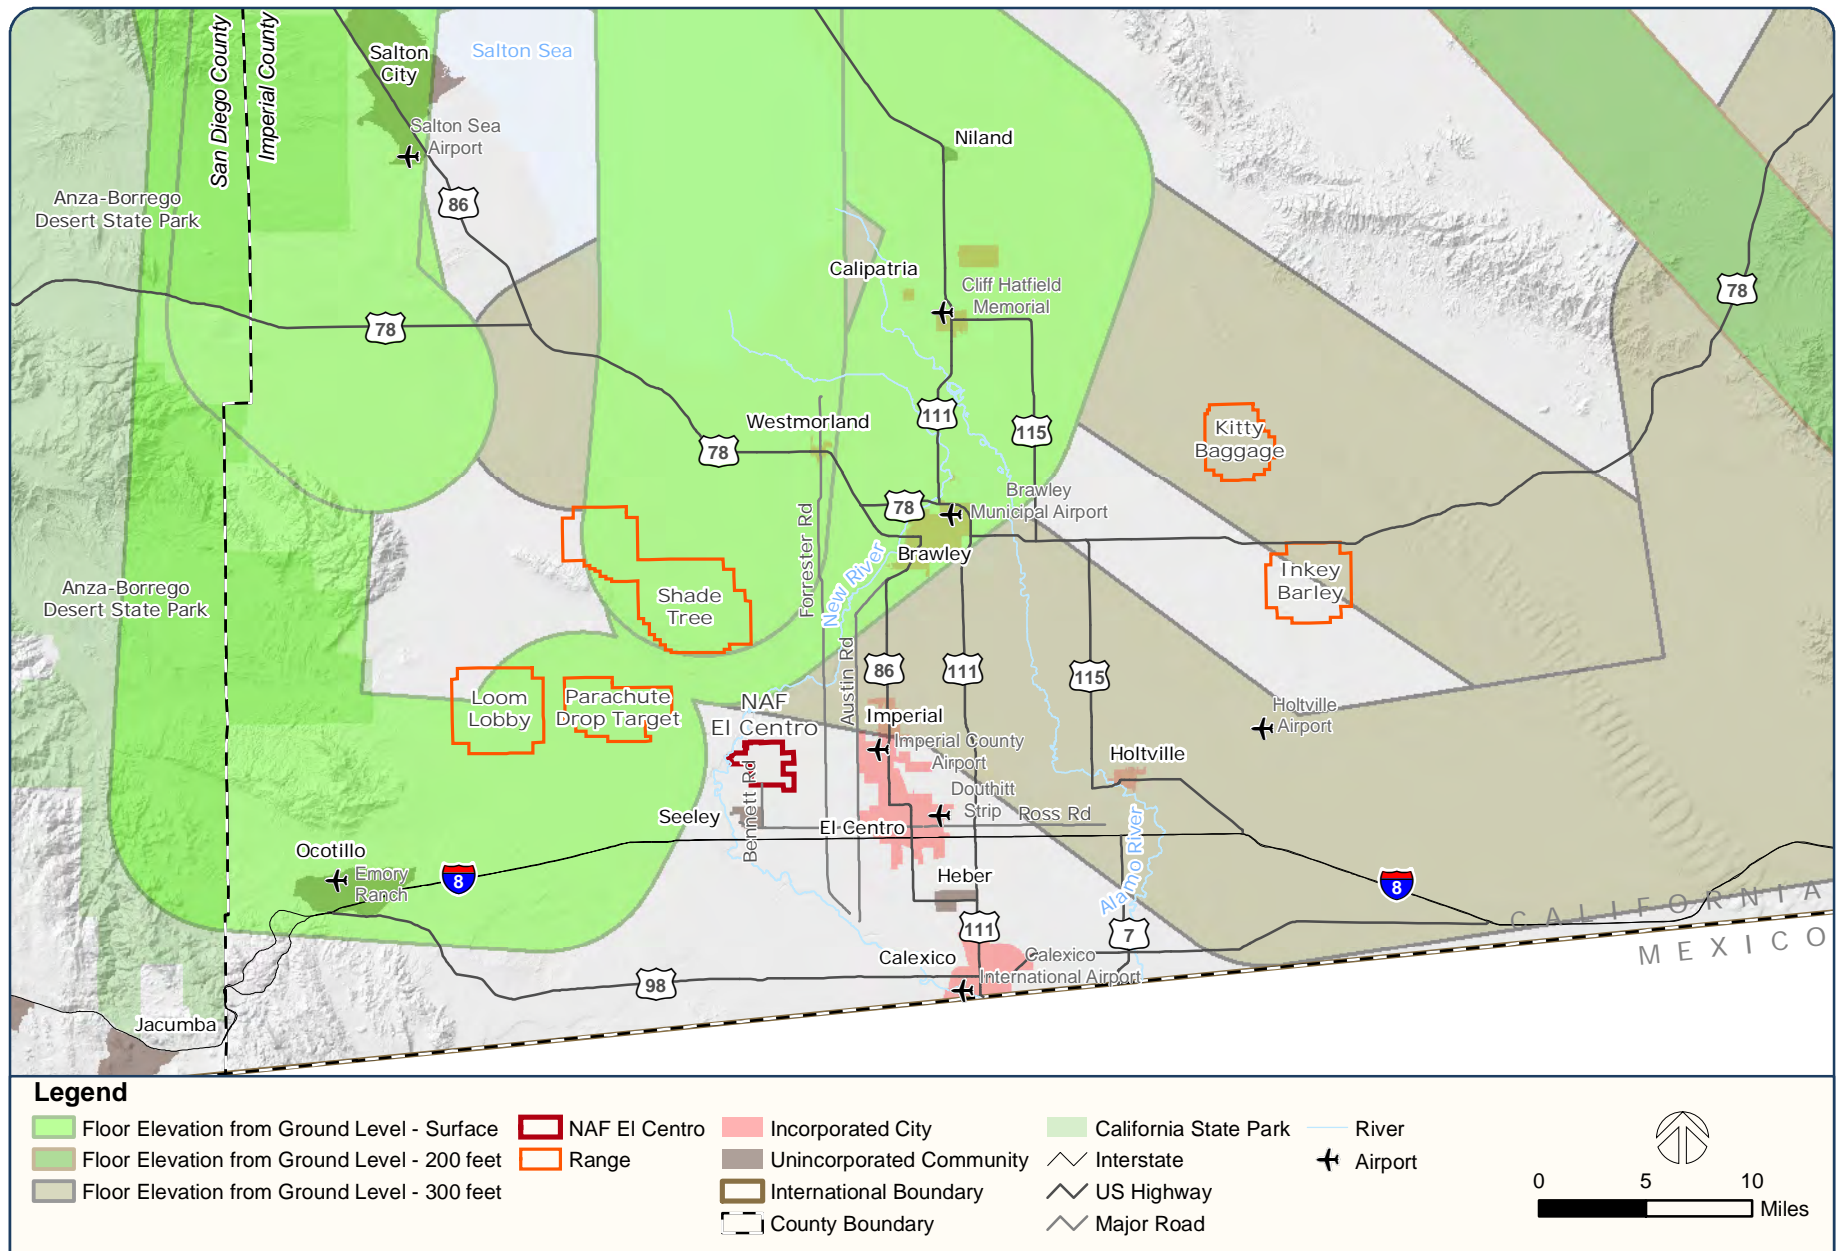 San Diego County
Imperial County
Salton
City
Salton Sea
Salton Sea
Airport
86
Niland
Anza-Borrego
Desert State Park
Calipatria
Cliff Hatfield
Memorial
78
78
111
115
Westmorland
78
Kitty
Baggage
78
Brawley
Municipal Airport
Forrester Rd
New River
Brawley
Inkey
Barley
Anza-Borrego
Desert State Park
Shade
Tree
Austin Rd
86
111
115
Loom
Lobby
Parachute
Drop Target
NAF
El Centro
Imperial
Imperial County
Airport
Holtville
Airport
Holtville
Bennett Rd
Douthitt
Strip
Ross Rd
Seeley
El Centro
Alamo River
Ocotillo
Emory
Ranch
8
Heber
8
111
7
CALIFORNIA
MEXICO
Calexico
Calexico
International Airport
98
Jacumba
Legend
Floor Elevation from Ground Level - Surface
Floor Elevation from Ground Level - 200 feet
Floor Elevation from Ground Level - 300 feet
NAF El Centro
Range
Incorporated City
Unincorporated Community
International Boundary
County Boundary
California State Park
Interstate
US Highway
Major Road
River
Airport
0 5 10
Miles